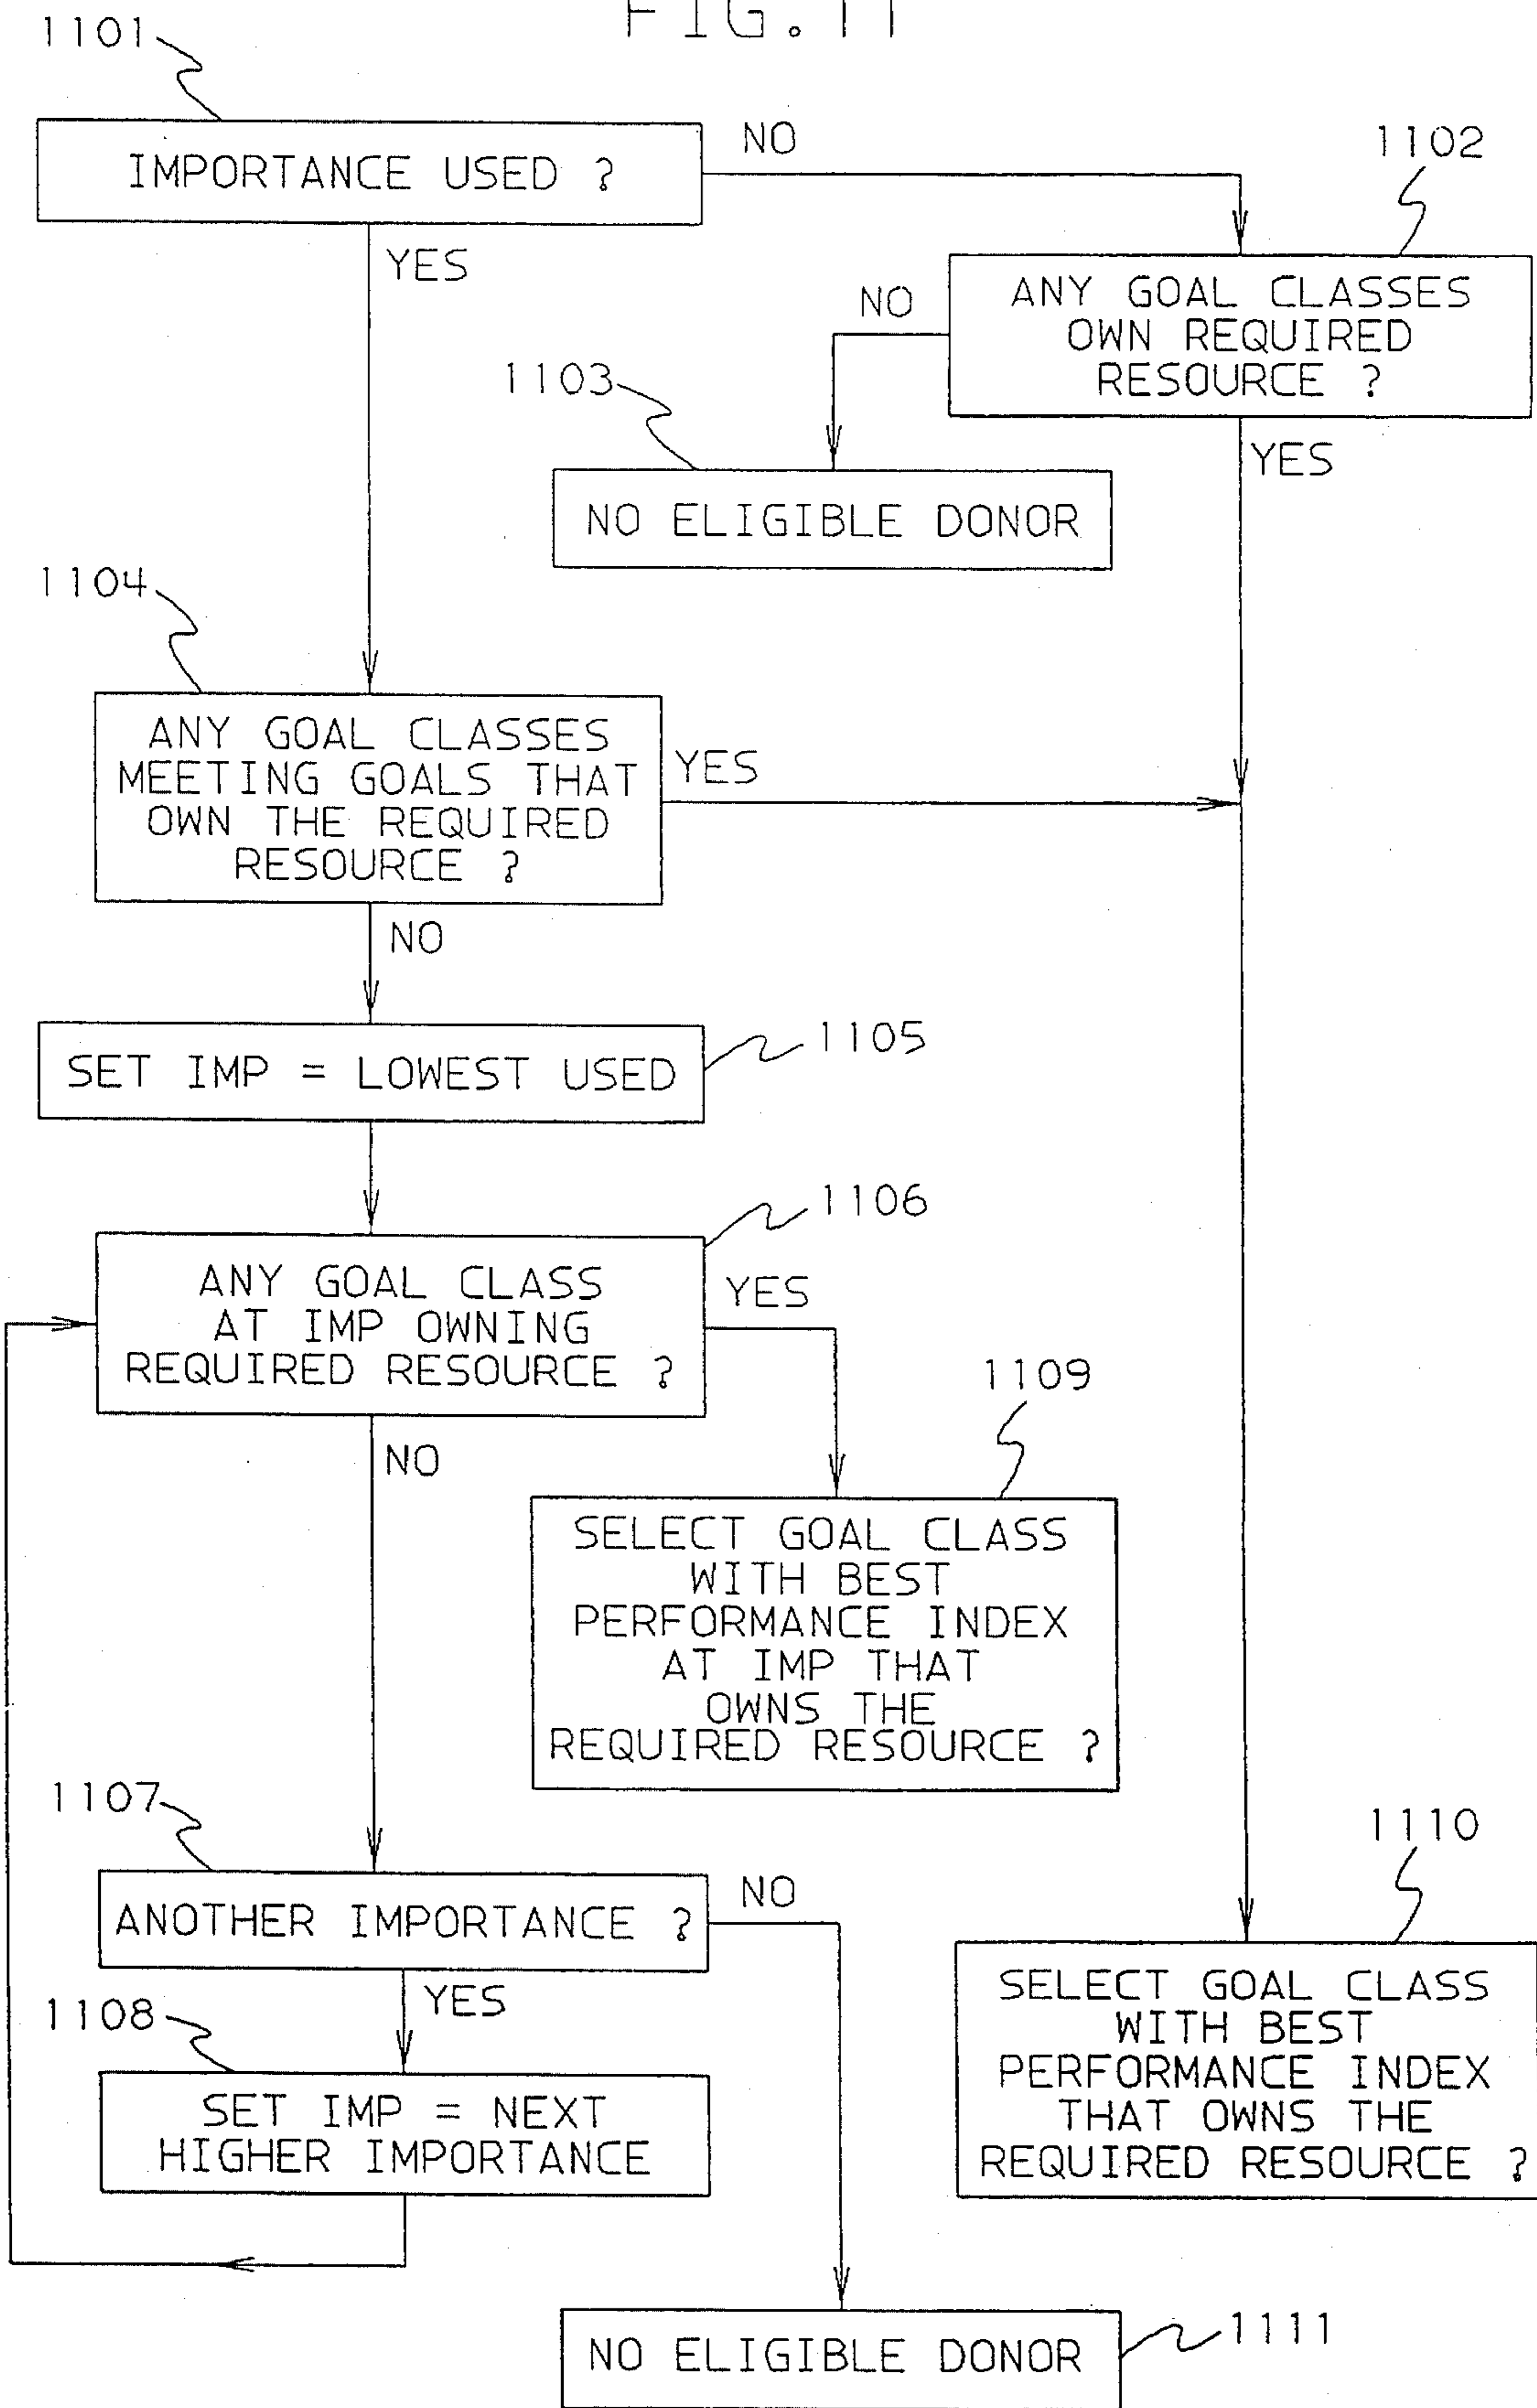 FIG.11
1101
IMPORTANCE USED ?
NO
1102
YES
ANY GOAL CLASSES
OWN REQUIRED
RESOURCE ?
NO
1103
YES
NO ELIGIBLE DONOR
1104
ANY GOAL CLASSES
MEETING GOALS THAT
OWN THE REQUIRED
RESOURCE ?
YES
NO
1105
SET IMP = LOWEST USED
1106
ANY GOAL CLASS
AT IMP OWNING
REQUIRED RESOURCE ?
YES
NO
1109
SELECT GOAL CLASS
WITH BEST
PERFORMANCE INDEX
AT IMP THAT
OWNS THE
REQUIRED RESOURCE ?
1107
ANOTHER IMPORTANCE ?
NO
1110
YES
SELECT GOAL CLASS
WITH BEST
PERFORMANCE INDEX
THAT OWNS THE
REQUIRED RESOURCE ?
1108
SET IMP = NEXT
HIGHER IMPORTANCE
NO ELIGIBLE DONOR
1111